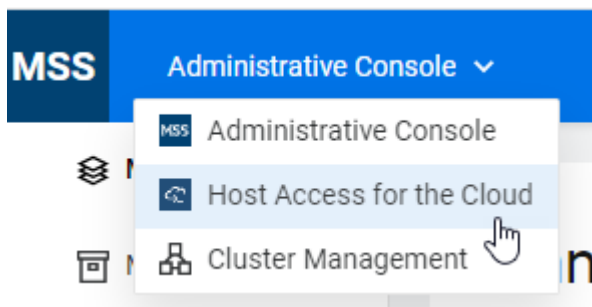 MSS Administrative Console
MSS Administrative Console
Host Access for the Cloud
Cluster Management